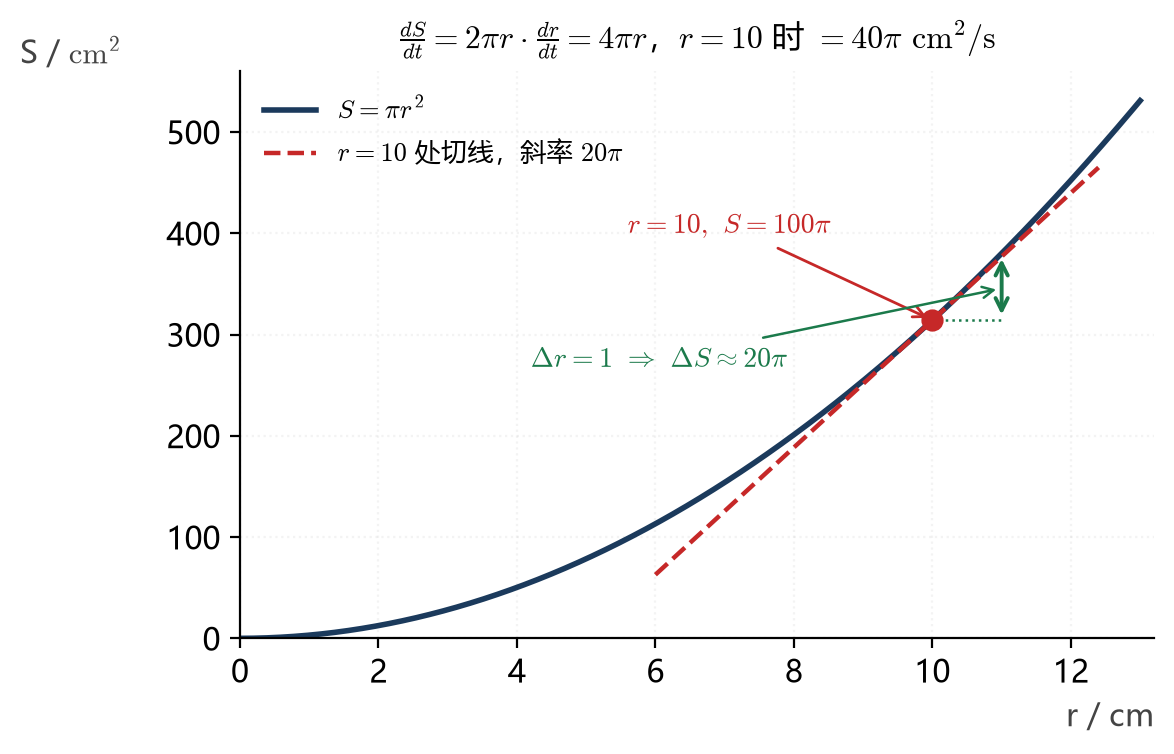 dS/dt = 2πr · dr/dt = 4πr，r = 10 时 = 40π cm²/s
S / cm²
S = πr²
r = 10 处切线，斜率 20π
500
400
300
200
100
0
r = 10, S = 100π
Δr = 1 ⇒ ΔS ≈ 20π
0 2 4 6 8 10 12
r / cm